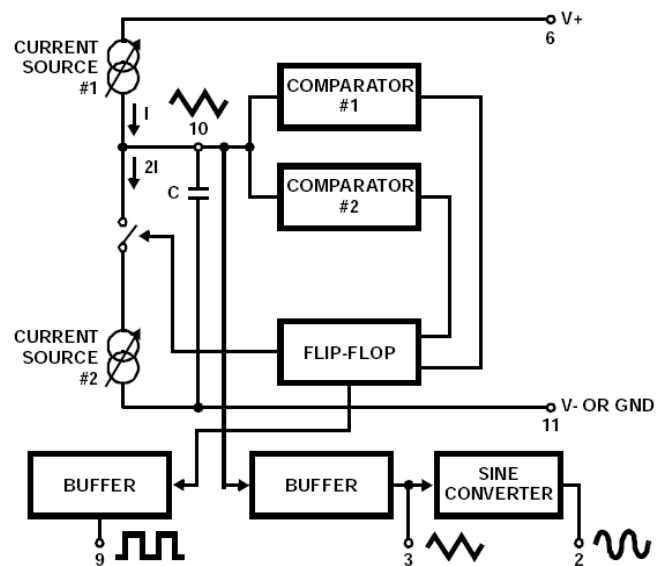 V+
6
CURRENT
SOURCE
#1
I
10
2I
C
COMPARATOR
#1
COMPARATOR
#2
CURRENT
SOURCE
#2
FLIP-FLOP
V- OR GND
11
BUFFER
BUFFER
SINE
CONVERTER
9
3
2